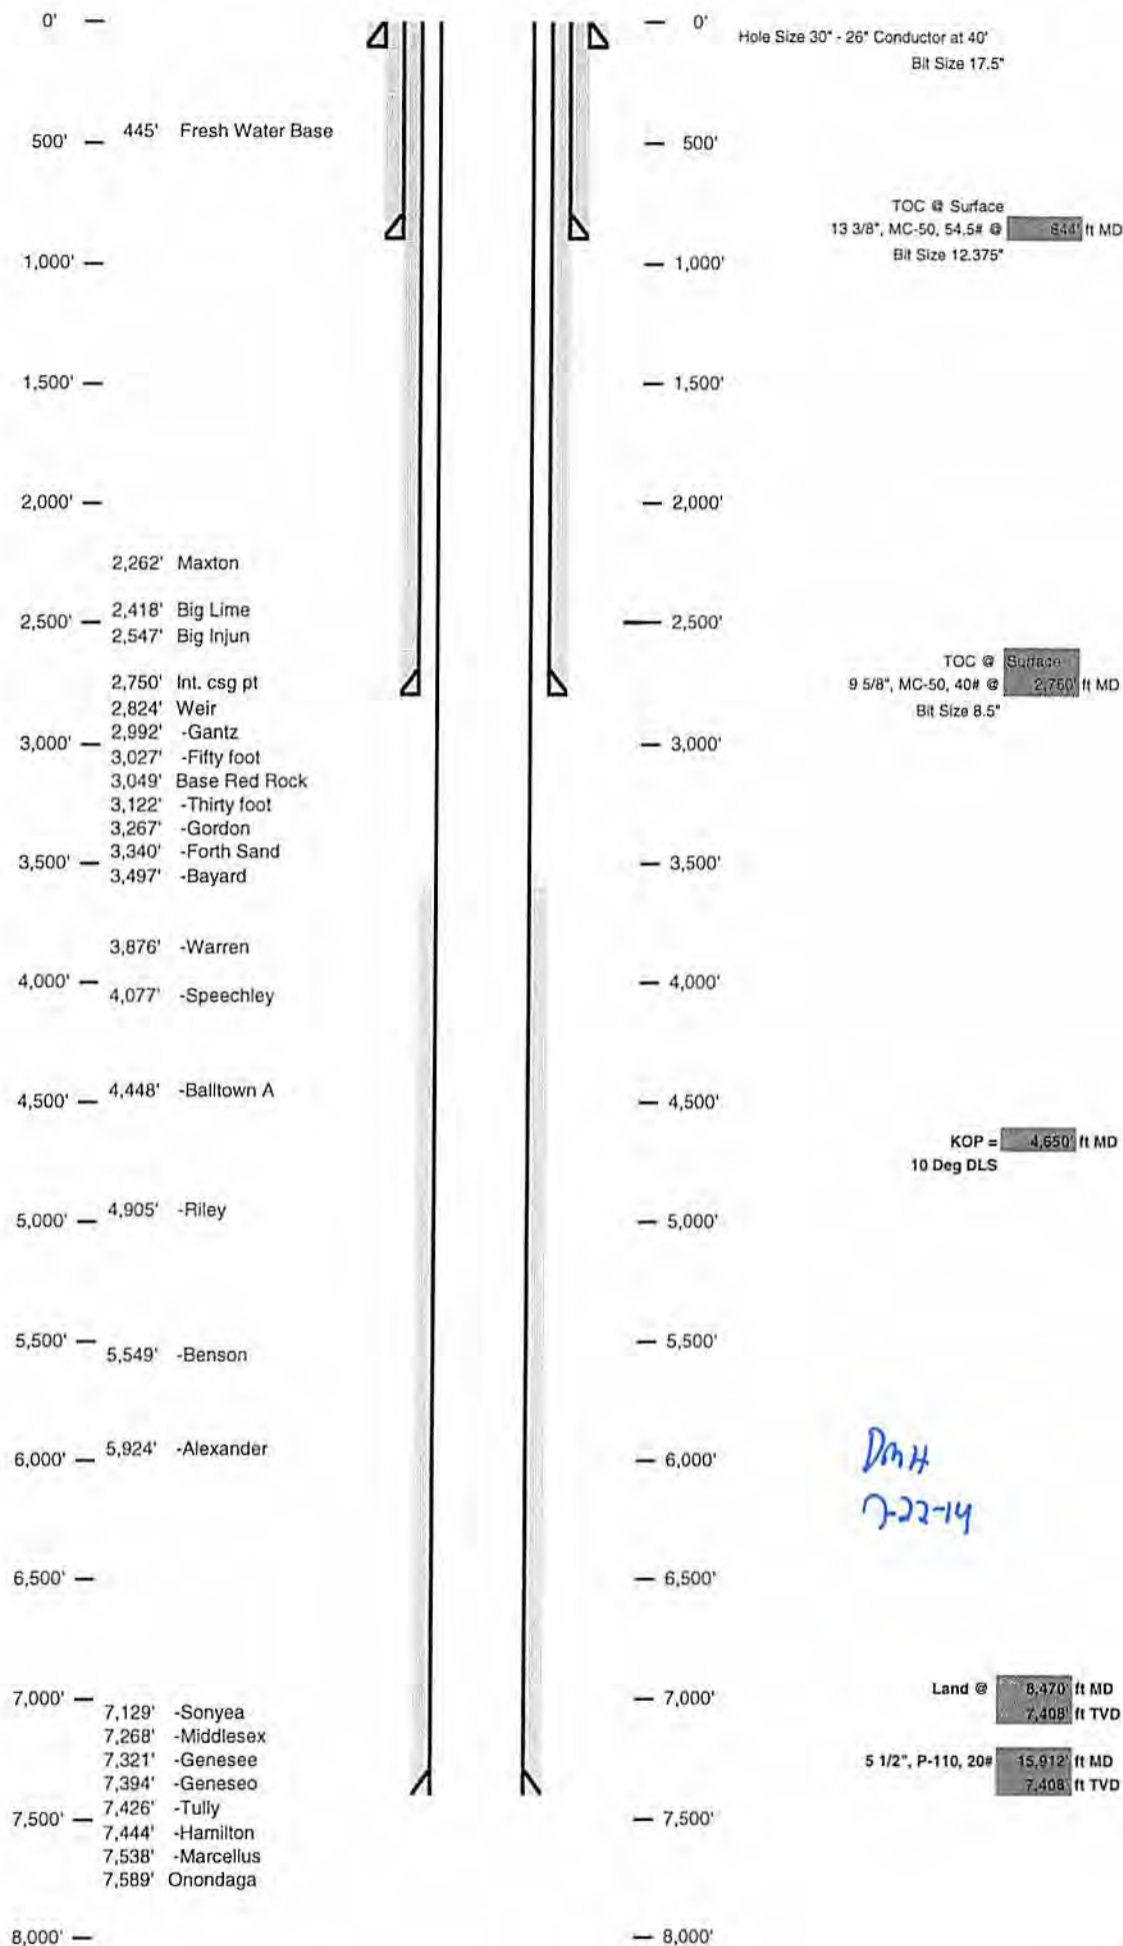 0'
0'
Hole Size 30" - 26" Conductor at 40'
Bit Size 17.5"
445' Fresh Water Base
500'
500'
TOC @ Surface
13 3/8", MC-50, 54.5# @ 844' ft MD
Bit Size 12.375"
1,000'
1,000'
1,500'
1,500'
2,000'
2,000'
2,262' Maxton
2,418' Big Lime
2,500'
2,500'
2,547' Big Injun
TOC @ Surface
2,750' Int. csg pt
9 5/8", MC-50, 40# @ 2,750' ft MD
2,824' Weir
Bit Size 8.5"
2,992' -Gantz
3,000'
3,000'
3,027' -Fifty foot
3,049' Base Red Rock
3,122' -Thirty foot
3,267' -Gordon
3,340' -Forth Sand
3,500'
3,500'
3,497' -Bayard
3,876' -Warren
4,000'
4,000'
4,077' -Speechley
4,448' -Balltown A
4,500'
4,500'
KOP = 4,650' ft MD
10 Deg DLS
4,905' -Riley
5,000'
5,000'
5,500'
5,500'
5,549' -Benson
5,924' -Alexander
6,000'
6,000'
DmH
7-22-14
6,500'
6,500'
Land @ 8,470' ft MD
7,408' ft TVD
7,000'
7,000'
7,129' -Sonyea
7,268' -Middlesex
7,321' -Genesee
5 1/2", P-110, 20# 15,912' ft MD
7,408' ft TVD
7,394' -Geneseo
7,426' -Tully
7,500'
7,500'
7,444' -Hamilton
7,538' -Marcellus
7,589' Onondaga
8,000'
8,000'